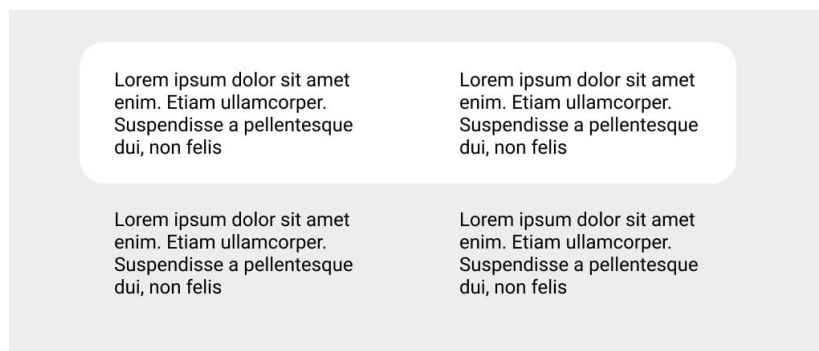 Lorem ipsum dolor sit amet
enim. Etiam ullamcorper.
Suspendisse a pellentesque
dui, non felis
Lorem ipsum dolor sit amet
enim. Etiam ullamcorper.
Suspendisse a pellentesque
dui, non felis
Lorem ipsum dolor sit amet
enim. Etiam ullamcorper.
Suspendisse a pellentesque
dui, non felis
Lorem ipsum dolor sit amet
enim. Etiam ullamcorper.
Suspendisse a pellentesque
dui, non felis